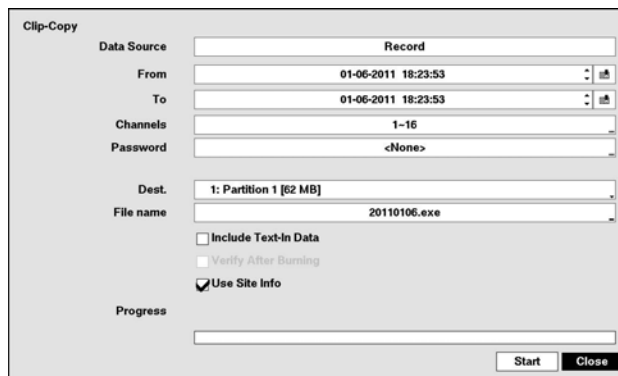 Clip-Copy
Data Source Record
From 01-06-2011 18:23:53
To 01-06-2011 18:23:53
Channels 1~16
Password <None>
Dest. 1: Partition 1 [62 MB]
File name 20110106.exe
Include Text-In Data
Verify After Burning
Use Site Info
Progress
Start Close